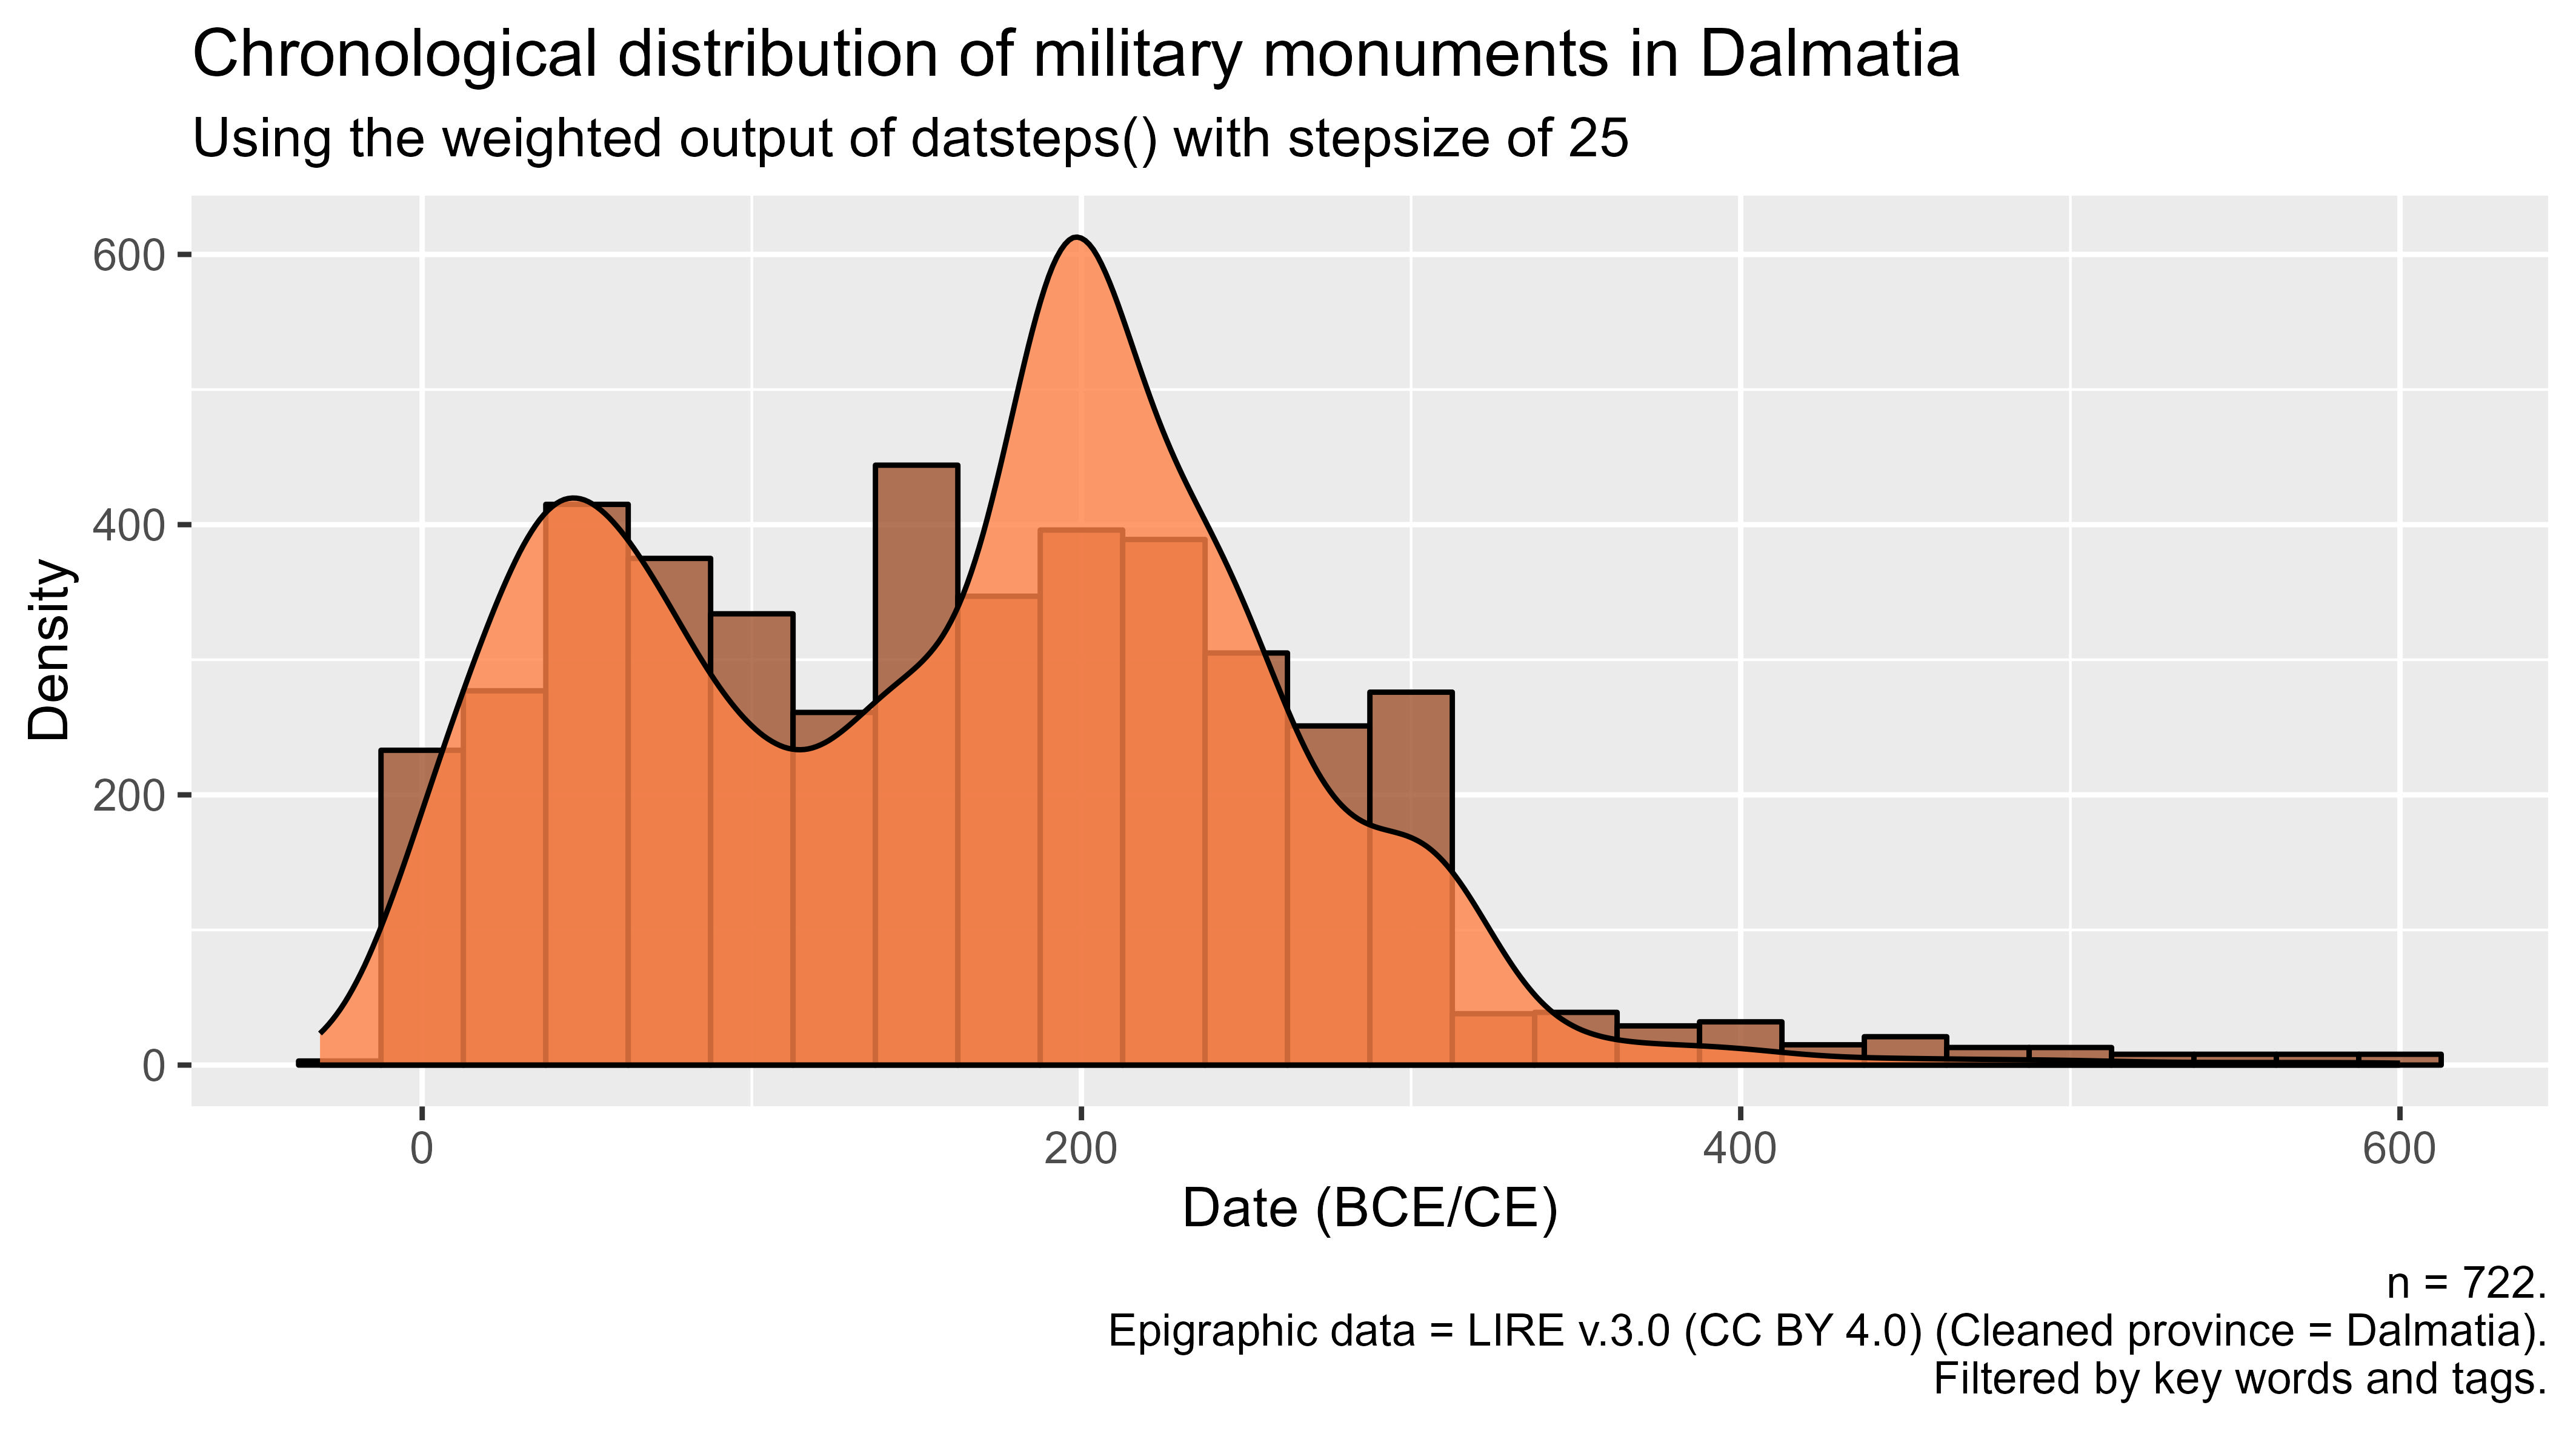 Chronological distribution of military monuments in Dalmatia
Using the weighted output of datsteps() with stepsize of 25
Density
600
400
200
0
0 200 400 600
Date (BCE/CE)
n = 722.
Epigraphic data = LIRE v.3.0 (CC BY 4.0) (Cleaned province = Dalmatia).
Filtered by key words and tags.